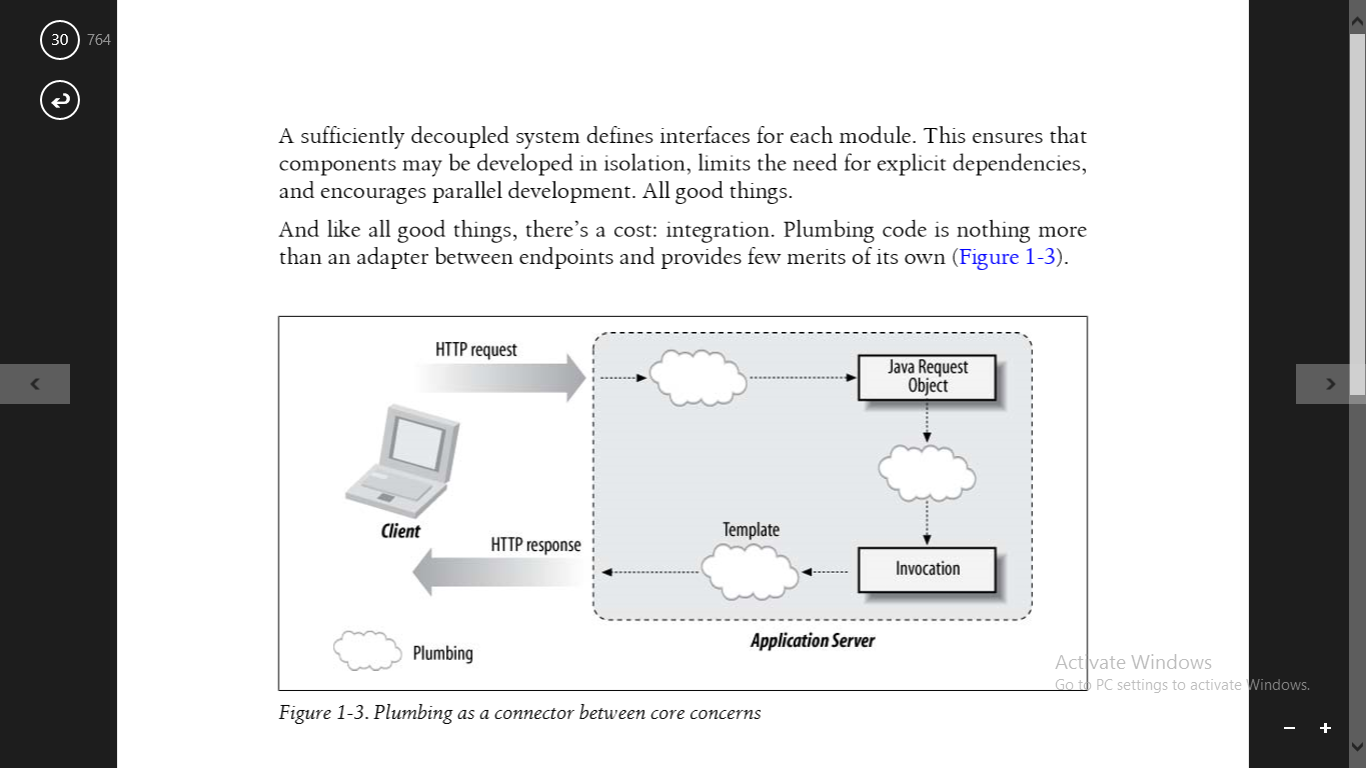 30 764
A sufficiently decoupled system defines interfaces for each module. This ensures that
components may be developed in isolation, limits the need for explicit dependencies,
and encourages parallel development. All good things.
And like all good things, there’s a cost: integration. Plumbing code is nothing more
than an adapter between endpoints and provides few merits of its own (Figure 1-3).
HTTP request
Java Request
Object
Client
HTTP response
Template
Invocation
Plumbing
Application Server
Activate Windows
Go to PC settings to activate Windows.
Figure 1-3. Plumbing as a connector between core concerns